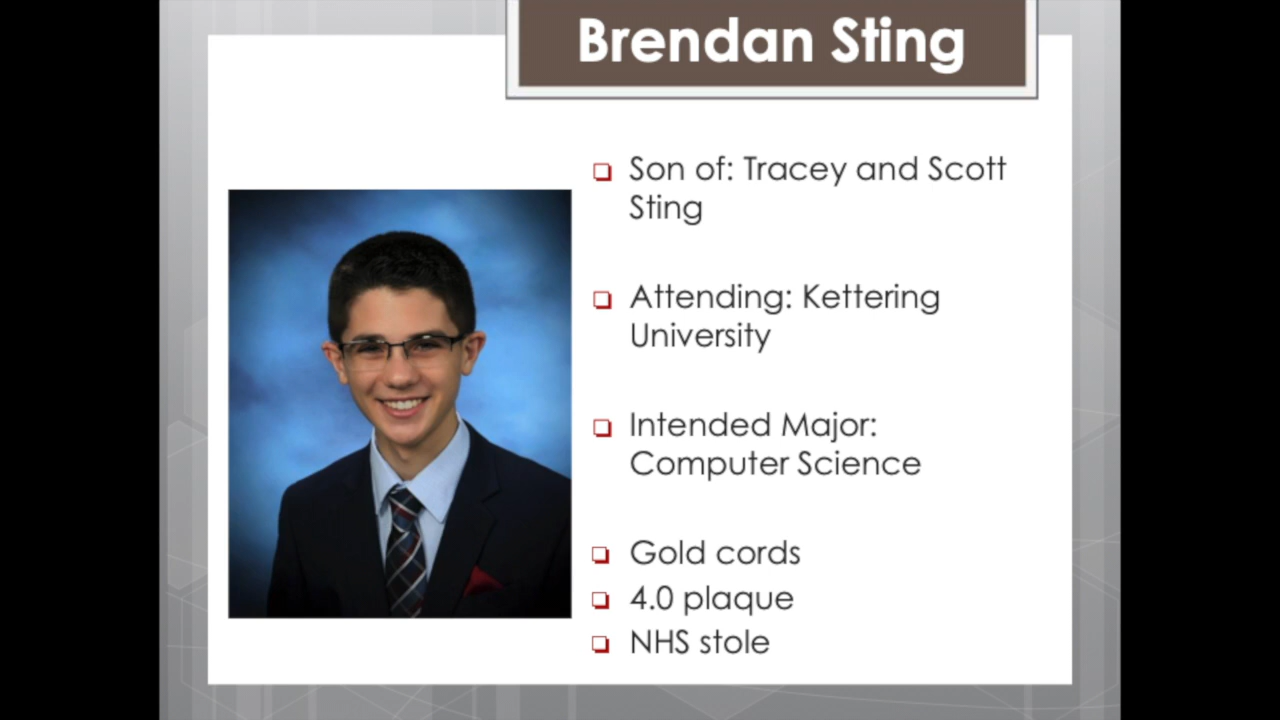 Brendan Sting
Son of: Tracey and Scott
Sting
Attending: Kettering
University
Intended Major:
Computer Science
Gold cords
4.0 plaque
NHS stole